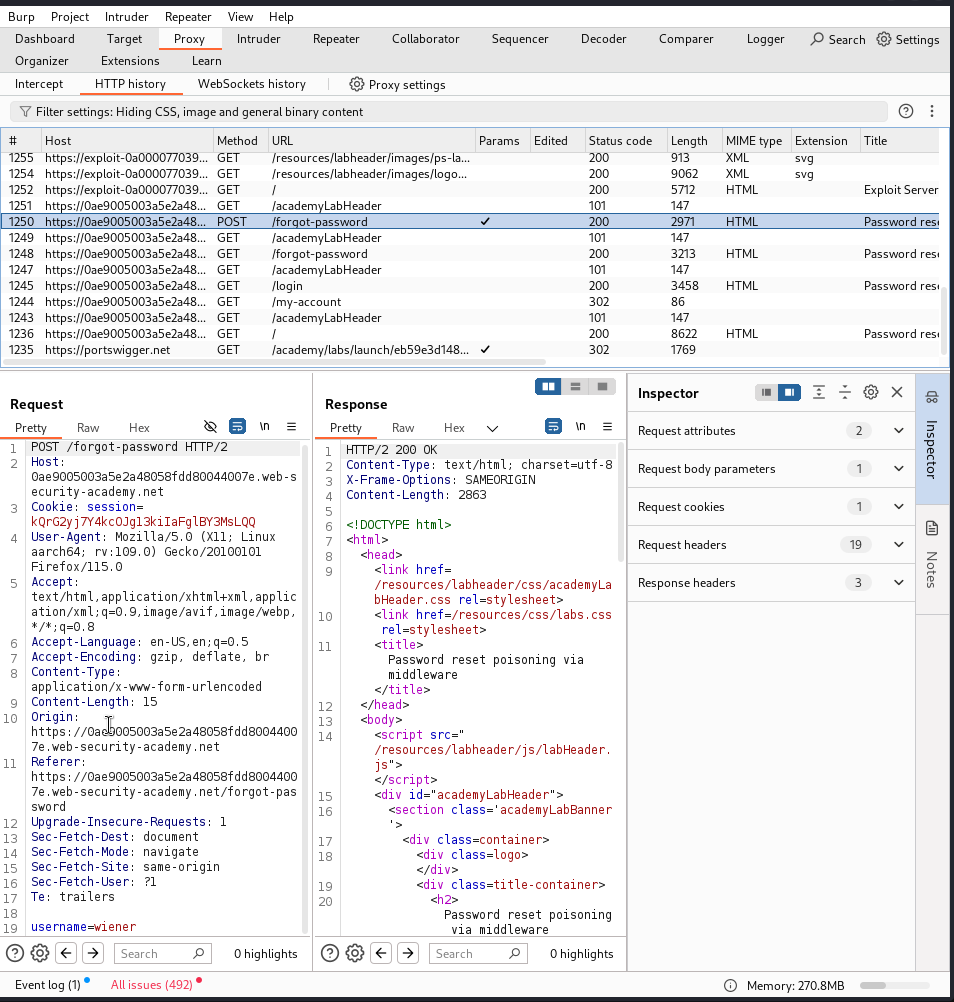 Burp Project Intruder Repeater View Help
Dashboard Target Proxy Intruder Repeater Collaborator Sequencer Decoder Comparer Logger Search Settings
Organizer Extensions Learn
Intercept HTTP history WebSockets history Proxy settings
Filter settings: Hiding CSS, image and general binary content
# Host Method URL Params Edited Status code Length MIME type Extension Title
1255 https://exploit-0a000077039... GET /resources/labheader/images/ps-la... 200 913 XML svg
1254 https://exploit-0a000077039... GET /resources/labheader/images/logo... 200 9062 XML svg
1252 https://exploit-0a000077039... GET / 200 5712 HTML Exploit Server
1251 https://0ae9005003a5e2a48... GET /academyLabHeader 101 147
1250 https://0ae9005003a5e2a48... POST /forgot-password ✓ 200 2971 HTML Password rese
1249 https://0ae9005003a5e2a48... GET /academyLabHeader 101 147
1248 https://0ae9005003a5e2a48... GET /forgot-password 200 3213 HTML Password rese
1247 https://0ae9005003a5e2a48... GET /academyLabHeader 101 147
1245 https://0ae9005003a5e2a48... GET /login 200 3458 HTML Password rese
1244 https://0ae9005003a5e2a48... GET /my-account 302 86
1243 https://0ae9005003a5e2a48... GET /academyLabHeader 101 147
1236 https://0ae9005003a5e2a48... GET / 200 8622 HTML Password rese
1235 https://portswigger.net GET /academy/labs/launch/eb59e3d148... ✓ 302 1769
Request
Pretty Raw Hex \n
1 POST /forgot-password HTTP/2
2 Host:
0ae9005003a5e2a48058fdd80044007e.web-s
ecurity-academy.net
3 Cookie: session=
kQrG2yj7Y4kcOJgl3kiIaFglBY3MsLQQ
4 User-Agent: Mozilla/5.0 (X11; Linux
aarch64; rv:109.0) Gecko/20100101
Firefox/115.0
5 Accept:
text/html,application/xhtml+xml,applic
ation/xml;q=0.9,image/avif,image/webp,
*/*;q=0.8
6 Accept-Language: en-US,en;q=0.5
7 Accept-Encoding: gzip, deflate, br
8 Content-Type:
application/x-www-form-urlencoded
9 Content-Length: 15
10 Origin:
https://0ae9005003a5e2a48058fdd8004400
7e.web-security-academy.net
11 Referer:
https://0ae9005003a5e2a48058fdd8004400
7e.web-security-academy.net/forgot-pas
sword
12 Upgrade-Insecure-Requests: 1
13 Sec-Fetch-Dest: document
14 Sec-Fetch-Mode: navigate
15 Sec-Fetch-Site: same-origin
16 Sec-Fetch-User: ?1
17 Te: trailers
18
19 username=wiener
Search 0 highlights
Response
Pretty Raw Hex \n
1 HTTP/2 200 OK
2 Content-Type: text/html; charset=utf-8
3 X-Frame-Options: SAMEORIGIN
4 Content-Length: 2863
5
6 <!DOCTYPE html>
7 <html>
8 <head>
9 <link href=
/resources/labheader/css/academyLa
bHeader.css rel=stylesheet>
10 <link href=/resources/css/labs.css
rel=stylesheet>
11 <title>
Password reset poisoning via
middleware
</title>
12 </head>
13 <body>
14 <script src="
/resources/labheader/js/labHeader.
js">
</script>
15 <div id="academyLabHeader">
16 <section class='academyLabBanner
'>
17 <div class=container>
18 <div class=logo>
</div>
19 <div class=title-container>
20 <h2>
Password reset poisoning
via middleware
Search 0 highlights
Inspector
Request attributes 2
Request body parameters 1
Request cookies 1
Request headers 19
Response headers 3
Inspector
Notes
Event log (1) All issues (492) Memory: 270.8MB